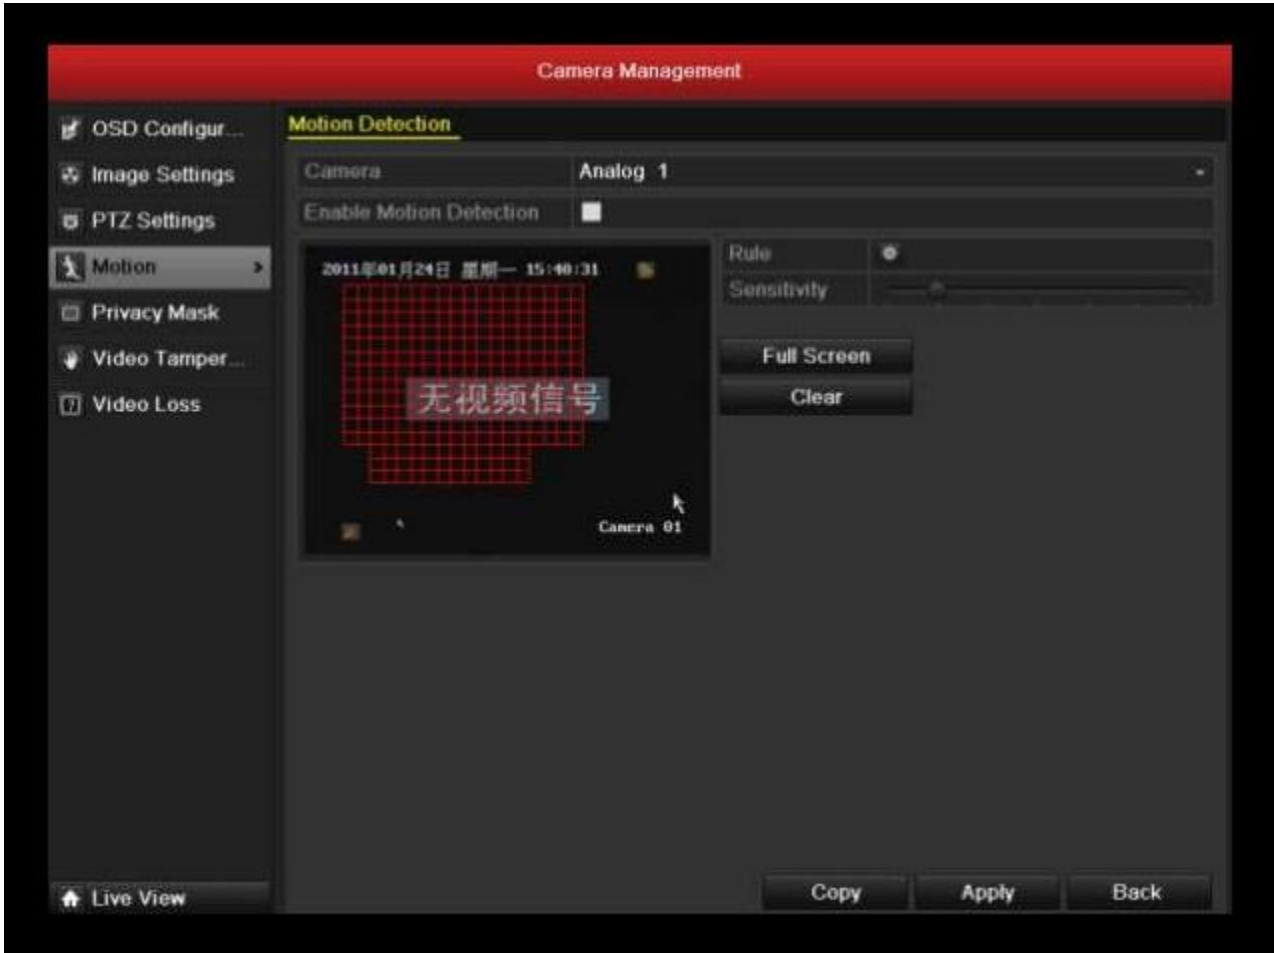 Camera Management
OSD Configur...
Image Settings
PTZ Settings
Motion
Privacy Mask
Video Tamper...
Video Loss
Live View
Motion Detection
Camera Analog 1
Enable Motion Detection
2011年01月24日 星期一 15:40:31
无视频信号
Camera 01
Rule
Sensitivity
Full Screen
Clear
Copy Apply Back